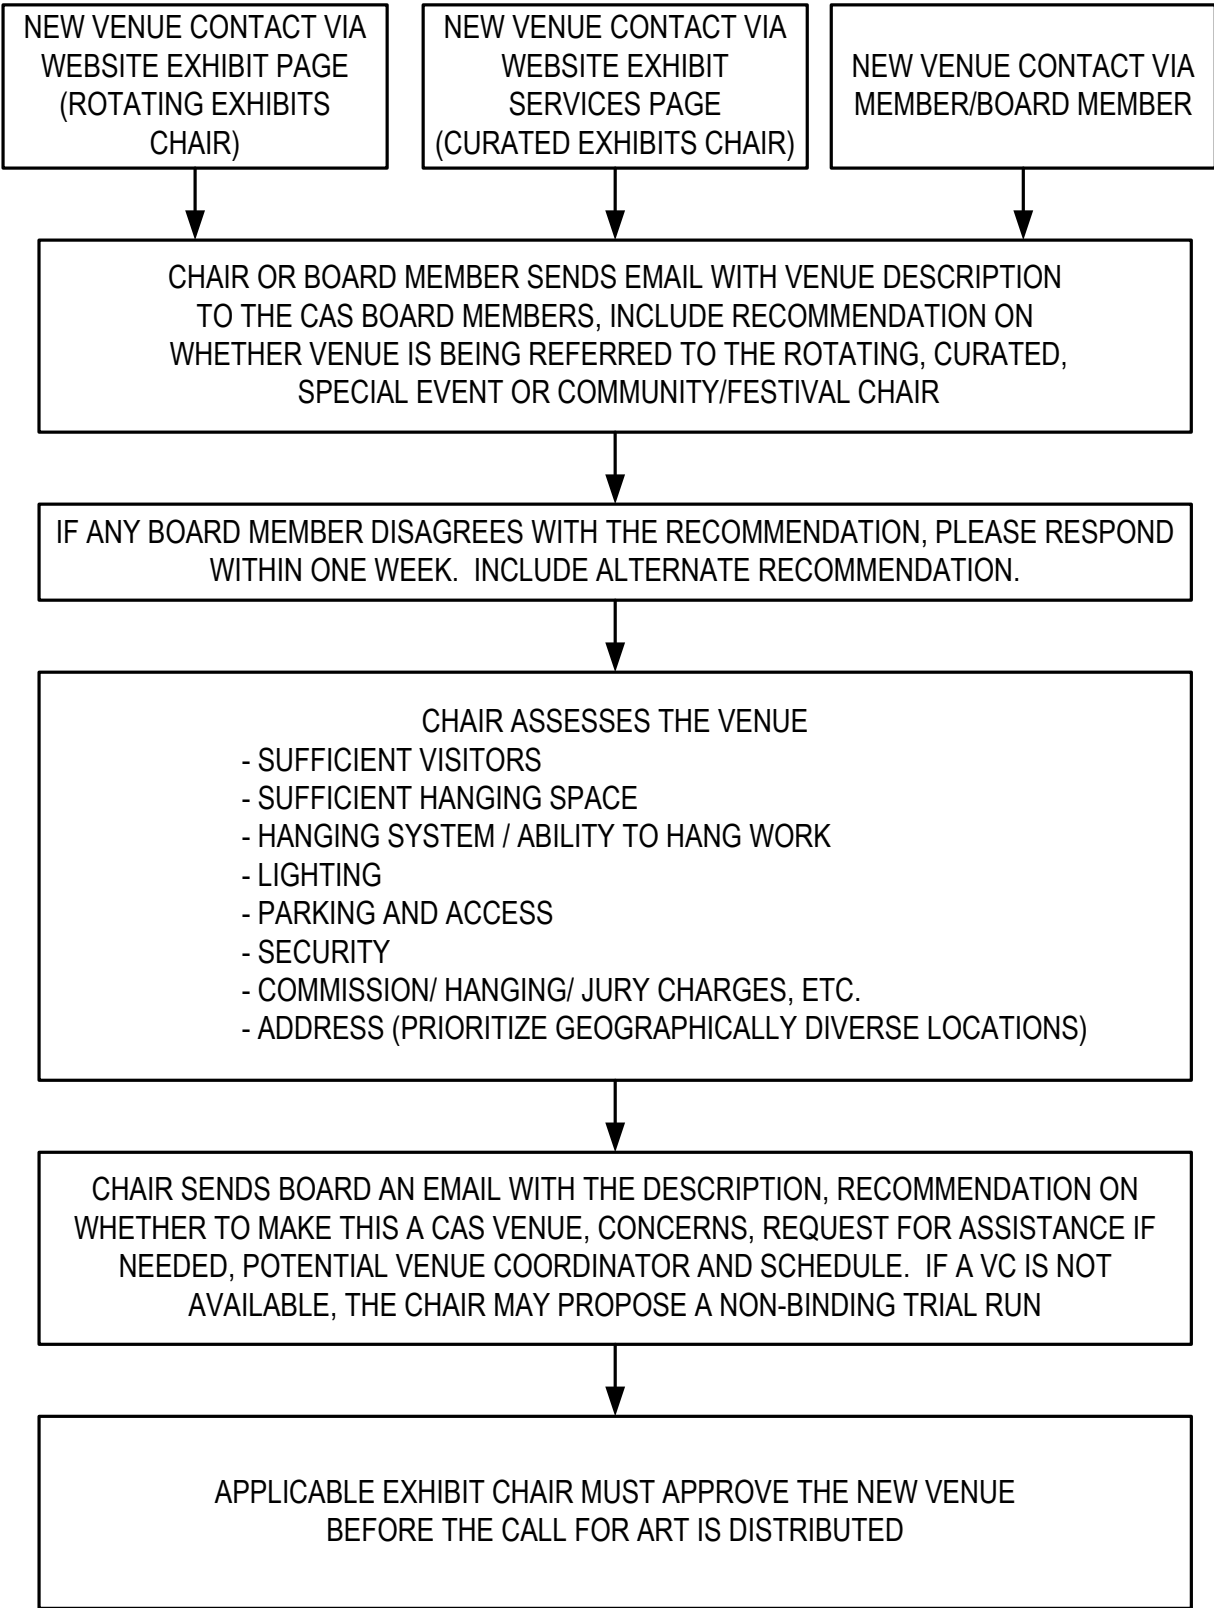 NEW VENUE CONTACT VIA
WEBSITE EXHIBIT PAGE
(ROTATING EXHIBITS
CHAIR)
NEW VENUE CONTACT VIA
WEBSITE EXHIBIT
SERVICES PAGE
(CURATED EXHIBITS CHAIR)
NEW VENUE CONTACT VIA
MEMBER/BOARD MEMBER
CHAIR OR BOARD MEMBER SENDS EMAIL WITH VENUE DESCRIPTION
TO THE CAS BOARD MEMBERS, INCLUDE RECOMMENDATION ON
WHETHER VENUE IS BEING REFERRED TO THE ROTATING, CURATED,
SPECIAL EVENT OR COMMUNITY/FESTIVAL CHAIR
IF ANY BOARD MEMBER DISAGREES WITH THE RECOMMENDATION, PLEASE RESPOND
WITHIN ONE WEEK.  INCLUDE ALTERNATE RECOMMENDATION.
CHAIR ASSESSES THE VENUE
- SUFFICIENT VISITORS
- SUFFICIENT HANGING SPACE
- HANGING SYSTEM / ABILITY TO HANG WORK
- LIGHTING
- PARKING AND ACCESS
- SECURITY
- COMMISSION/ HANGING/ JURY CHARGES, ETC.
- ADDRESS (PRIORITIZE GEOGRAPHICALLY DIVERSE LOCATIONS)
CHAIR SENDS BOARD AN EMAIL WITH THE DESCRIPTION, RECOMMENDATION ON
WHETHER TO MAKE THIS A CAS VENUE, CONCERNS, REQUEST FOR ASSISTANCE IF
NEEDED, POTENTIAL VENUE COORDINATOR AND SCHEDULE.  IF A VC IS NOT
AVAILABLE, THE CHAIR MAY PROPOSE A NON-BINDING TRIAL RUN
APPLICABLE EXHIBIT CHAIR MUST APPROVE THE NEW VENUE
BEFORE THE CALL FOR ART IS DISTRIBUTED